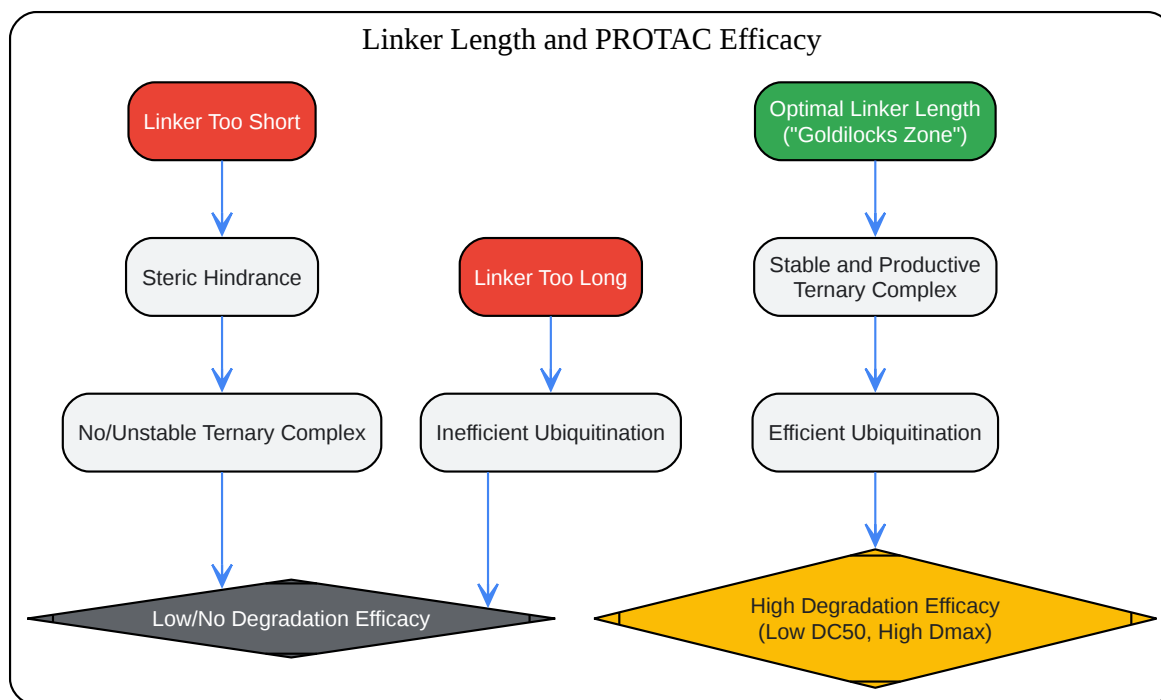 Linker Length and PROTAC Efficacy
Linker Too Short
Optimal Linker Length
("Goldilocks Zone")
Steric Hindrance
Linker Too Long
Stable and Productive
Ternary Complex
No/Unstable Ternary Complex
Inefficient Ubiquitination
Efficient Ubiquitination
Low/No Degradation Efficacy
High Degradation Efficacy
(Low DC50, High Dmax)